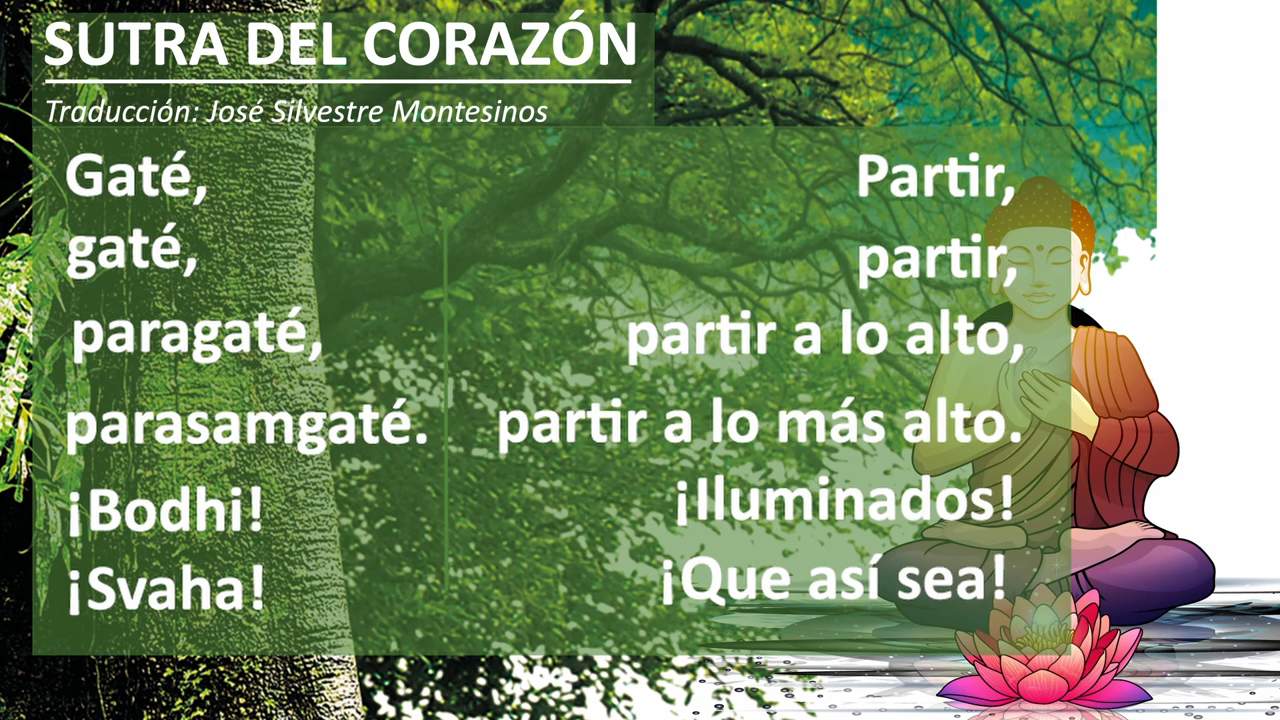 SUTRA DEL CORAZÓN
Traducción: José Silvestre Montesinos
Gaté,
gaté,
paragaté,
parasamgaté.
¡Bodhi!
¡Svaha!
Partir,
partir,
partir a lo alto,
partir a lo más alto.
¡Iluminados!
¡Que así sea!